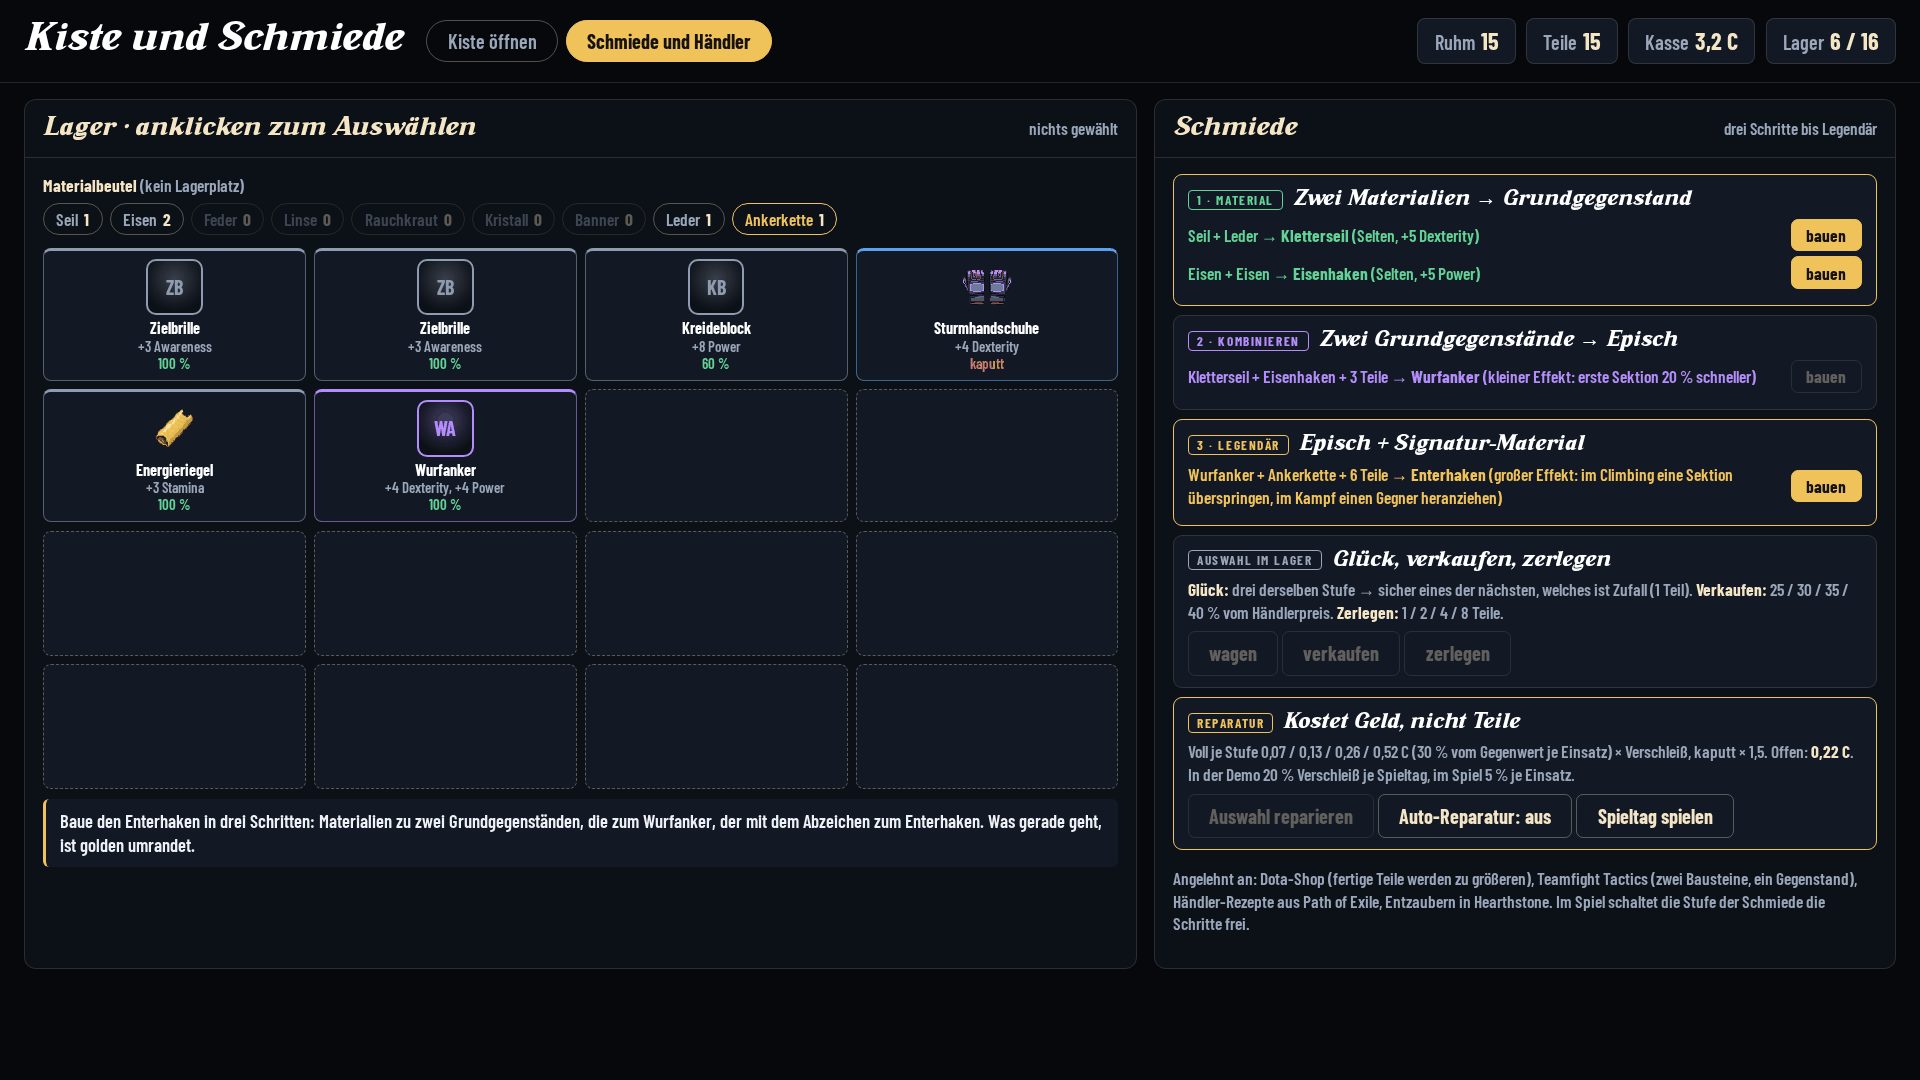 Kiste und Schmiede
Kiste öffnen
Schmiede und Händler
Ruhm 15
Teile 15
Kasse 3,2 C
Lager 6 / 16
Lager · anklicken zum Auswählen
nichts gewählt
Materialbeutel (kein Lagerplatz)
Seil 1
Eisen 2
Feder 0
Linse 0
Rauchkraut 0
Kristall 0
Banner 0
Leder 1
Ankerkette 1
ZB
Zielbrille
+3 Awareness
100 %
ZB
Zielbrille
+3 Awareness
100 %
KB
Kreideblock
+8 Power
60 %
Sturmhandschuhe
+4 Dexterity
kaputt
Energieriegel
+3 Stamina
100 %
WA
Wurfanker
+4 Dexterity, +4 Power
100 %
Baue den Enterhaken in drei Schritten: Materialien zu zwei Grundgegenständen, die zum Wurfanker, der mit dem Abzeichen zum Enterhaken. Was gerade geht,
ist golden umrandet.
Schmiede
drei Schritte bis Legendär
1 · MATERIAL
Zwei Materialien → Grundgegenstand
Seil + Leder → Kletterseil (Selten, +5 Dexterity)
bauen
Eisen + Eisen → Eisenhaken (Selten, +5 Power)
bauen
2 · KOMBINIEREN
Zwei Grundgegenstände → Episch
Kletterseil + Eisenhaken + 3 Teile → Wurfanker (kleiner Effekt: erste Sektion 20 % schneller)
bauen
3 · LEGENDÄR
Episch + Signatur-Material
Wurfanker + Ankerkette + 6 Teile → Enterhaken (großer Effekt: im Climbing eine Sektion
überspringen, im Kampf einen Gegner heranziehen)
bauen
AUSWAHL IM LAGER
Glück, verkaufen, zerlegen
Glück: drei derselben Stufe → sicher eines der nächsten, welches ist Zufall (1 Teil). Verkaufen: 25 / 30 / 35 /
40 % vom Händlerpreis. Zerlegen: 1 / 2 / 4 / 8 Teile.
wagen
verkaufen
zerlegen
REPARATUR
Kostet Geld, nicht Teile
Voll je Stufe 0,07 / 0,13 / 0,26 / 0,52 C (30 % vom Gegenwert je Einsatz) × Verschleiß, kaputt × 1,5. Offen: 0,22 C.
In der Demo 20 % Verschleiß je Spieltag, im Spiel 5 % je Einsatz.
Auswahl reparieren
Auto-Reparatur: aus
Spieltag spielen
Angelehnt an: Dota-Shop (fertige Teile werden zu größeren), Teamfight Tactics (zwei Bausteine, ein Gegenstand),
Händler-Rezepte aus Path of Exile, Entzaubern in Hearthstone. Im Spiel schaltet die Stufe der Schmiede die
Schritte frei.